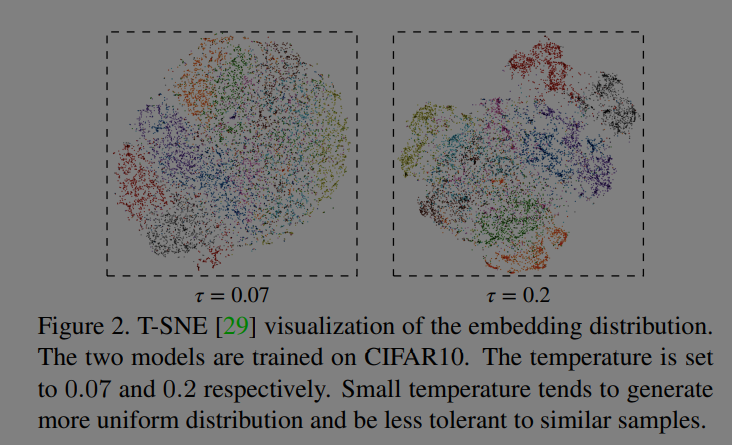 τ = 0.07
τ = 0.2
Figure 2. T-SNE [29] visualization of the embedding distribution.
The two models are trained on CIFAR10. The temperature is set
to 0.07 and 0.2 respectively. Small temperature tends to generate
more uniform distribution and be less tolerant to similar samples.